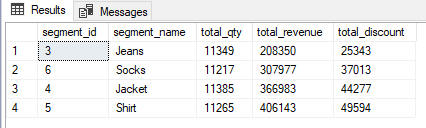 Results Messages
segment_id segment_name total_qty total_revenue total_discount
1 3 Jeans 11349 208350 25343
2 6 Socks 11217 307977 37013
3 4 Jacket 11385 366983 44277
4 5 Shirt 11265 406143 49594